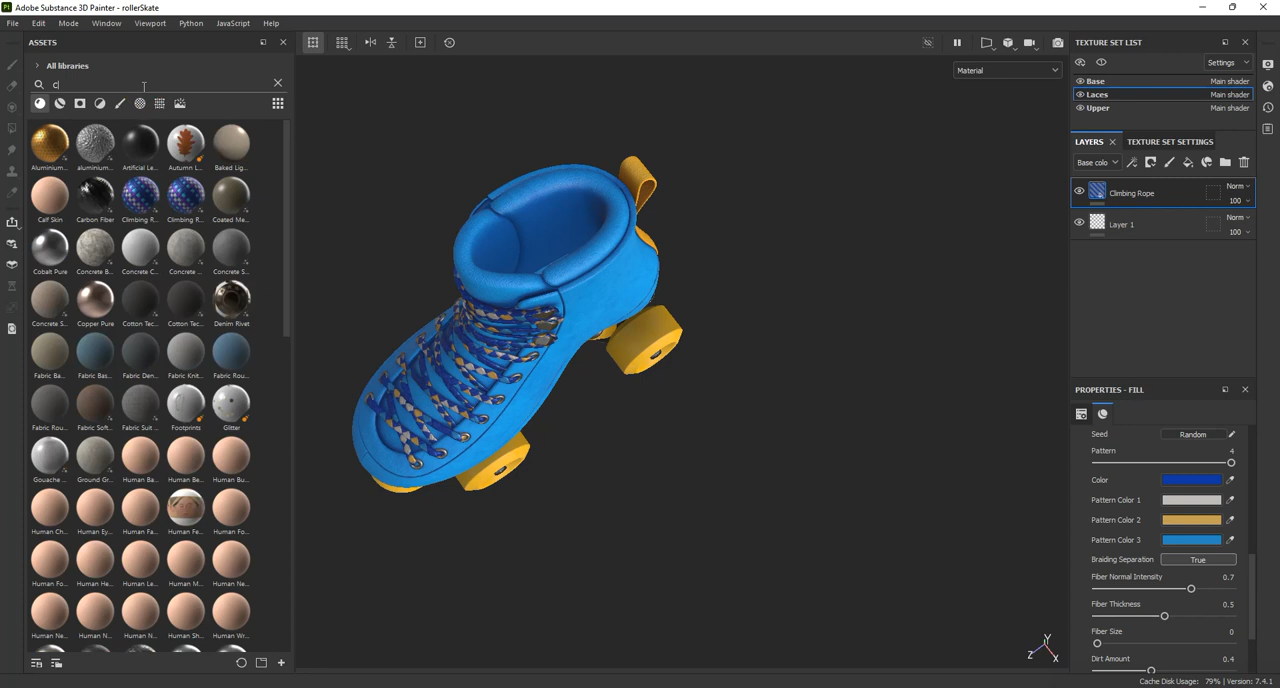 Pt Adobe Substance 3D Painter - rollerSkate
File Edit Mode Window Viewport Python JavaScript Help
ASSETS
All libraries
C
Aluminium... aluminium... Artificial Le... Autumn L... Baked Lig...
Calf Skin Carbon Fiber Climbing R... Climbing R... Coated Me...
Cobalt Pure Concrete B... Concrete C... Concrete ... Concrete S...
Concrete S... Copper Pure Cotton Tec... Cotton Tec... Denim Rivet
Fabric Ba... Fabric Bas... Fabric Den... Fabric Knit... Fabric Rou...
Fabric Rou... Fabric Soft... Fabric Suit ... Footprints Glitter
Gouache ... Ground Gr... Human Ba... Human Be... Human Bu...
Human Ch... Human Ey... Human Fa... Human Fe... Human Fo...
Human Fo... Human He... Human Le... Human M... Human Ne...
Human Ne... Human N... Human N... Human Sh... Human Wr...
Material
Y
Z X
TEXTURE SET LIST
Settings
Base Main shader
Laces Main shader
Upper Main shader
LAYERS TEXTURE SET SETTINGS
Base colo
Climbing Rope Norm
100
Layer 1 Norm
100
PROPERTIES - FILL
Seed Random
Pattern 4
Color
Pattern Color 1
Pattern Color 2
Pattern Color 3
Braiding Separation True
Fiber Normal Intensity 0.7
Fiber Thickness 0.5
Fiber Size 0
Dirt Amount 0.4
Cache Disk Usage: 79% | Version: 7.4.1